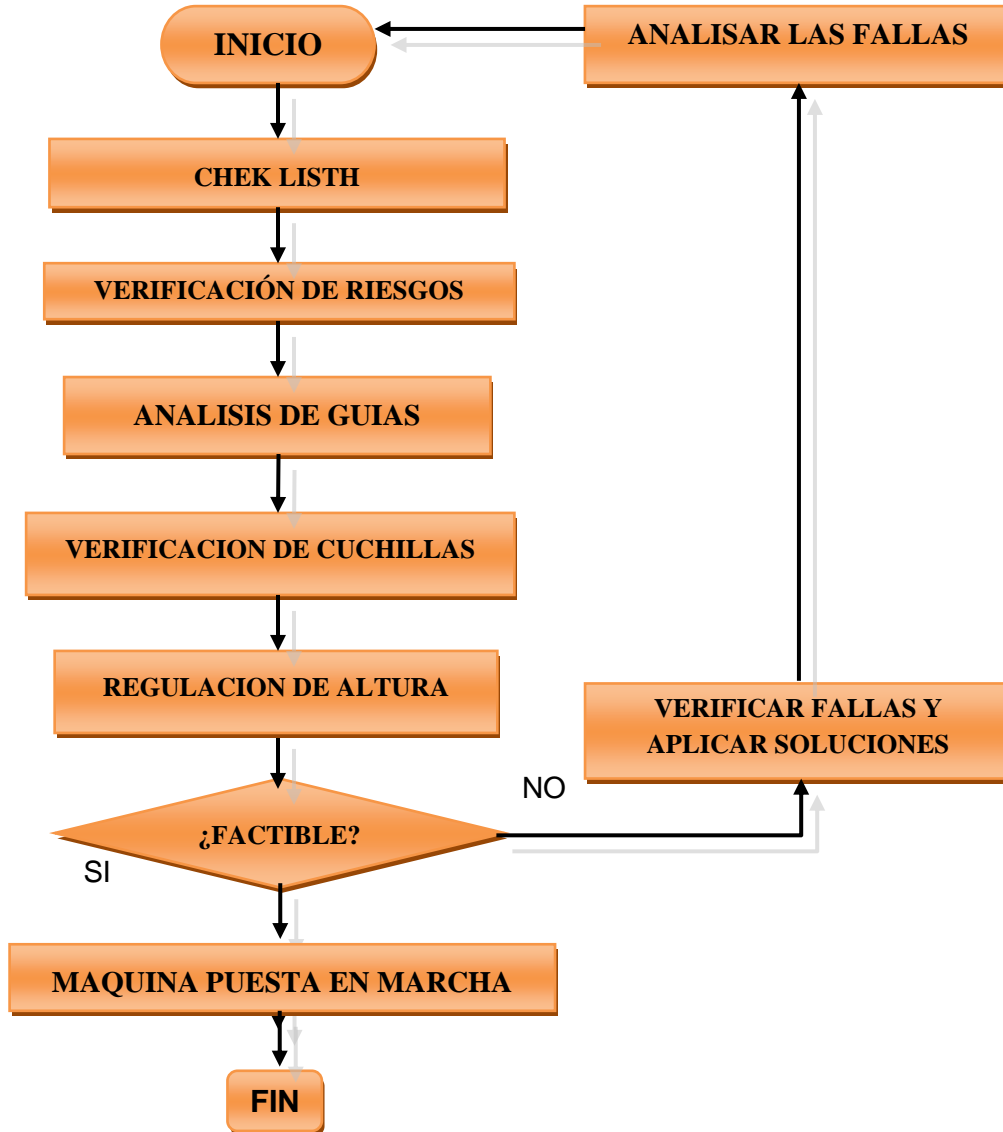 INICIO
ANALISAR LAS FALLAS
CHEK LISTH
VERIFICACIÓN DE RIESGOS
ANALISIS DE GUIAS
VERIFICACION DE CUCHILLAS
REGULACION DE ALTURA
VERIFICAR FALLAS Y
APLICAR SOLUCIONES
NO
¿FACTIBLE?
SI
MAQUINA PUESTA EN MARCHA
FIN